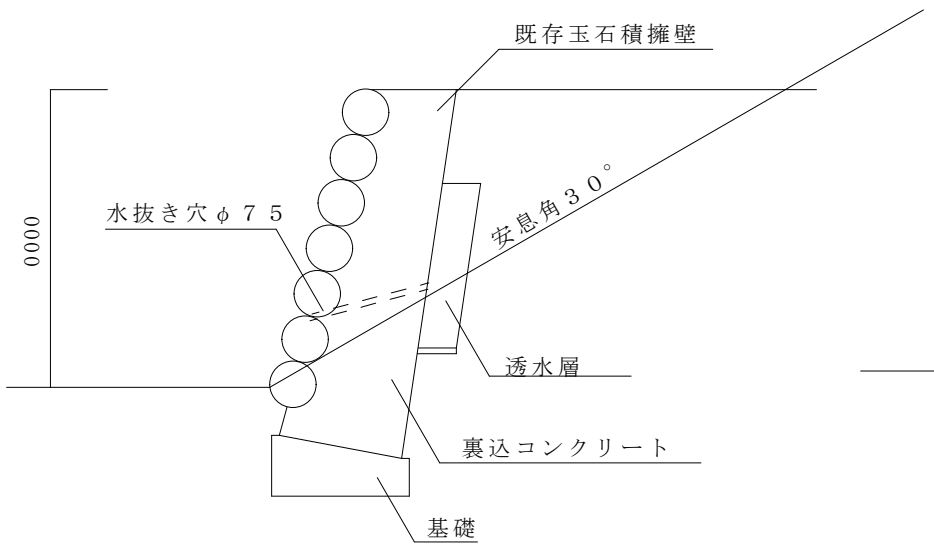 既存玉石積擁壁
安息角３０°
水抜き穴φ７５
0000
透水層
裏込コンクリート
基礎